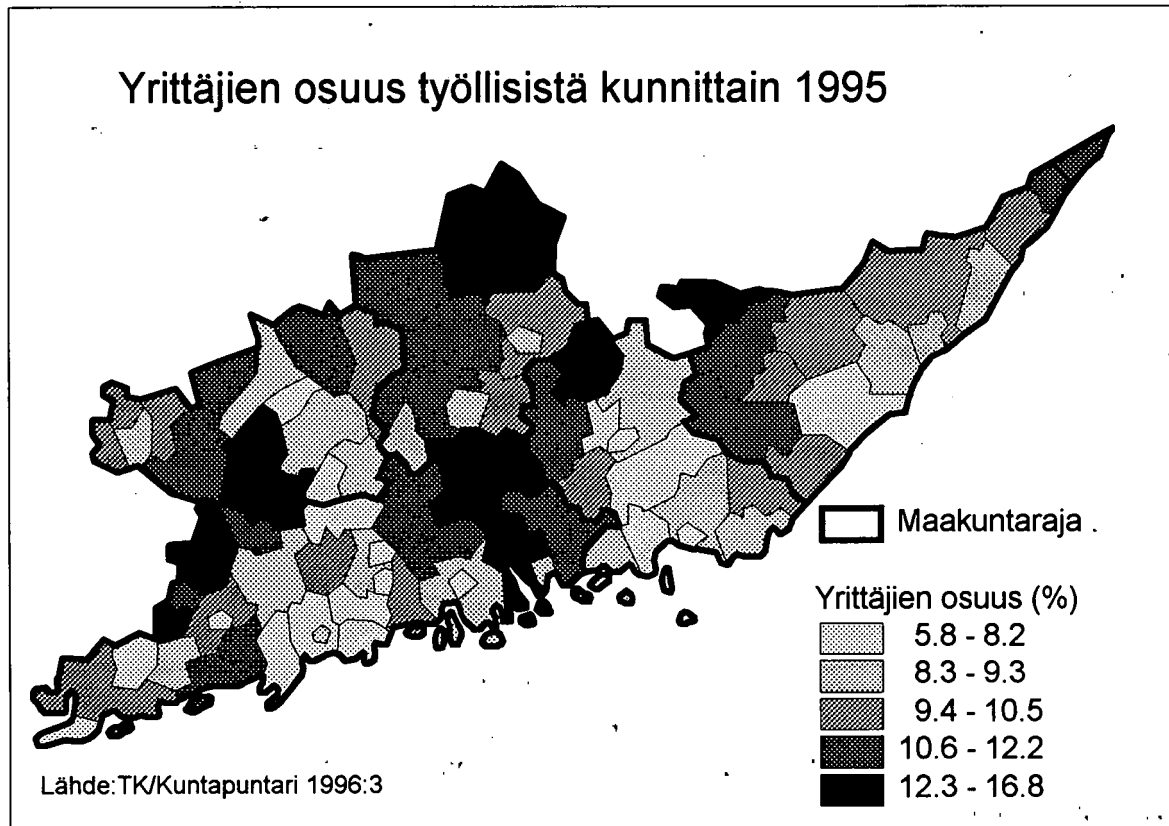 Yrittäjien osuus työllisistä kunnittain 1995
Maakuntaraja
Yrittäjien osuus (%)
5.8 - 8.2
8.3 - 9.3
9.4 - 10.5
10.6 - 12.2
12.3 - 16.8
Lähde:TK/Kuntapuntari 1996:3